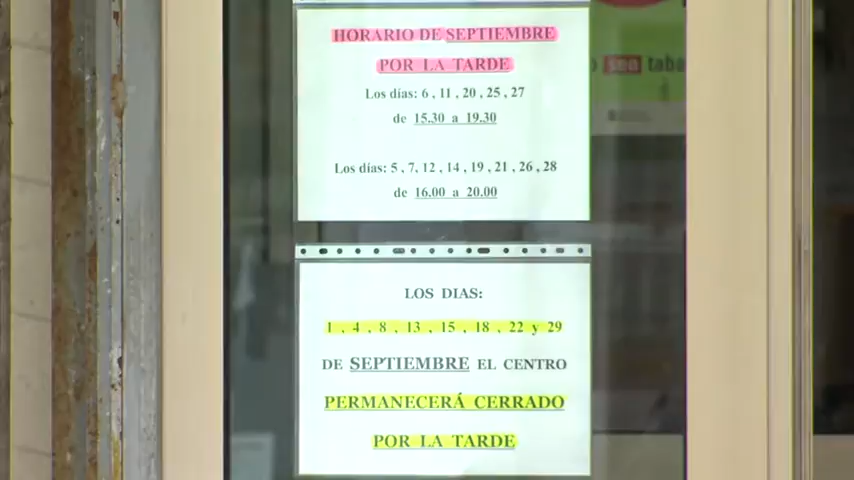 HORARIO DE SEPTIEMBRE
POR LA TARDE
Los días: 6 , 11 , 20 , 25 , 27
de 15.30 a 19.30
Los días: 5 , 7, 12 , 14 , 19 , 21 , 26 , 28
de 16.00 a 20.00
LOS DIAS:
1 , 4 , 8 , 13 , 15 , 18 , 22 y 29
DE SEPTIEMBRE EL CENTRO
PERMANECERÁ CERRADO
POR LA TARDE